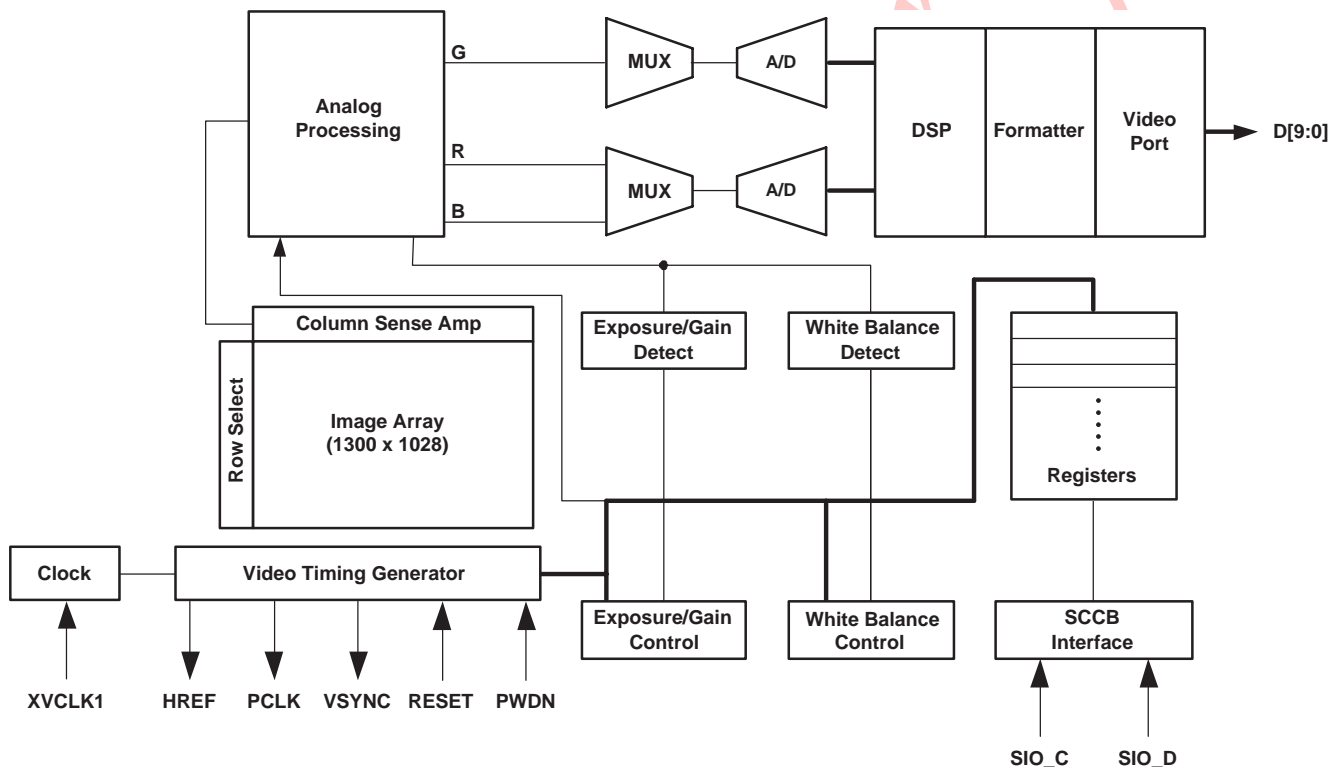 G
MUX
A/D
Analog
Processing
DSP
Formatter
Video
Port
D[9:0]
R
MUX
A/D
B
Column Sense Amp
Exposure/Gain
Detect
White Balance
Detect
Row Select
Image Array
(1300 x 1028)
Registers
Clock
Video Timing Generator
Exposure/Gain
Control
White Balance
Control
SCCB
Interface
XVCLK1
HREF
PCLK
VSYNC
RESET
PWDN
SIO_C
SIO_D